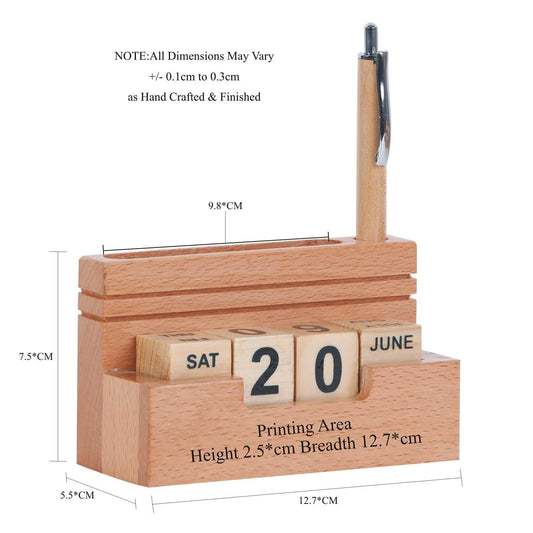 NOTE:All Dimensions May Vary
+/- 0.1cm to 0.3cm
as Hand Crafted & Finished
9.8*CM
7.5*CM
SAT 2 0 JUNE
Printing Area
Height 2.5*cm Breadth 12.7*cm
5.5*CM
12.7*CM